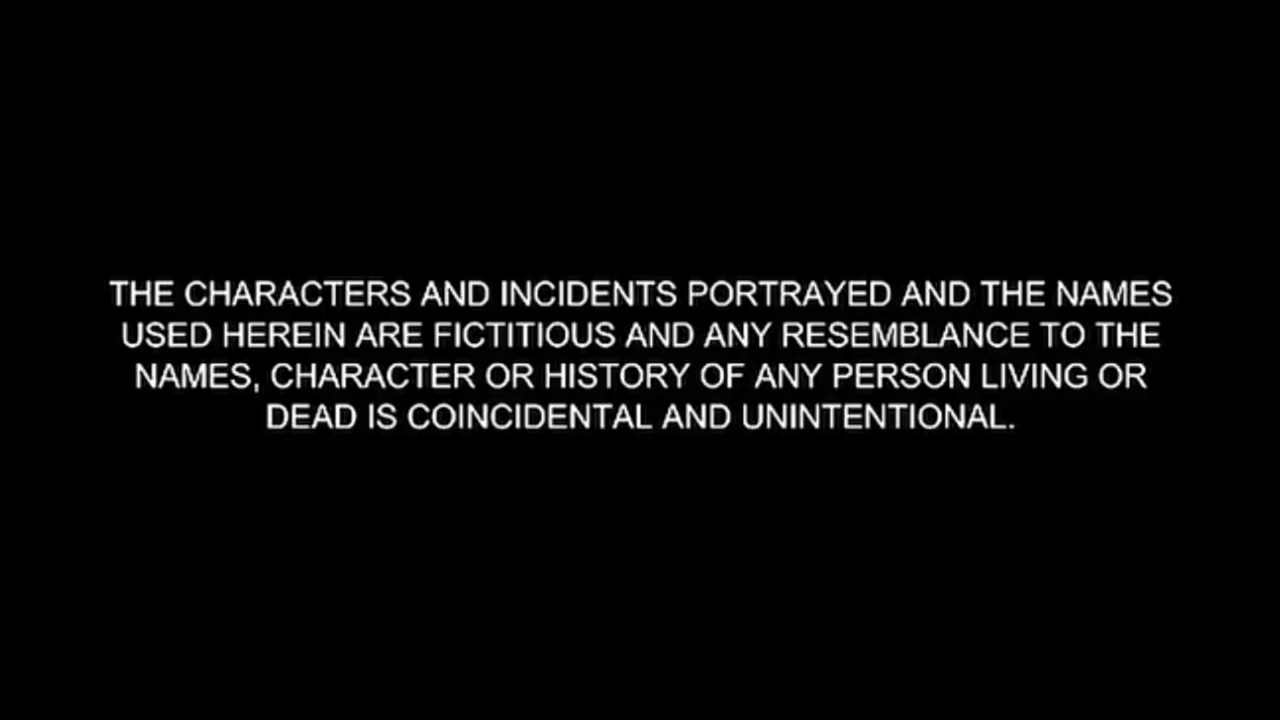 THE CHARACTERS AND INCIDENTS PORTRAYED AND THE NAMES
USED HEREIN ARE FICTITIOUS AND ANY RESEMBLANCE TO THE
NAMES, CHARACTER OR HISTORY OF ANY PERSON LIVING OR
DEAD IS COINCIDENTAL AND UNINTENTIONAL.